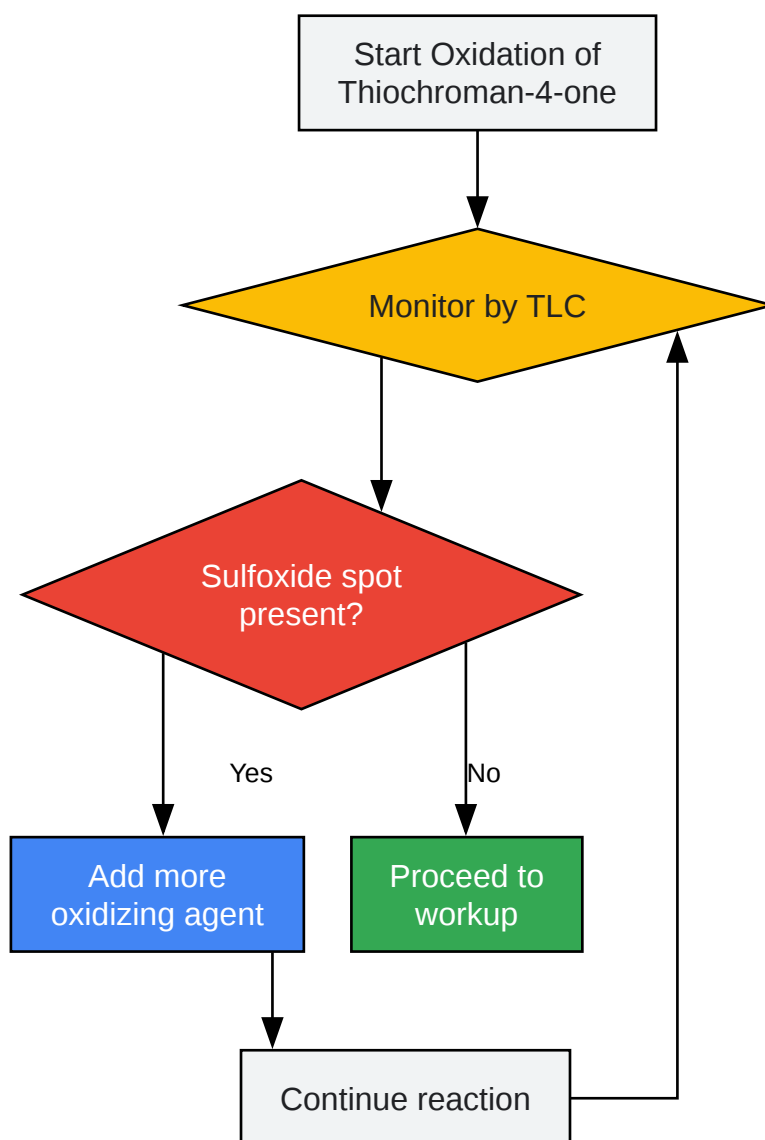 Start Oxidation of
Thiochroman-4-one
Monitor by TLC
Sulfoxide spot
present?
Yes
No
Add more
oxidizing agent
Proceed to
workup
Continue reaction